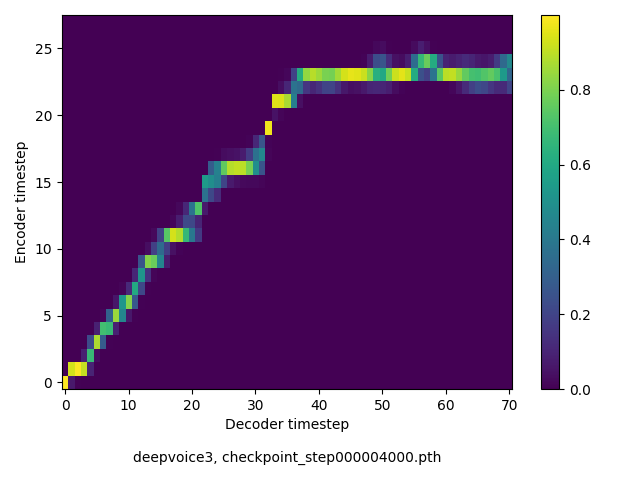 25
20
15
10
5
0
Encoder timestep
0 10 20 30 40 50 60 70
Decoder timestep
0.8
0.6
0.4
0.2
0.0
deepvoice3, checkpoint_step000004000.pth